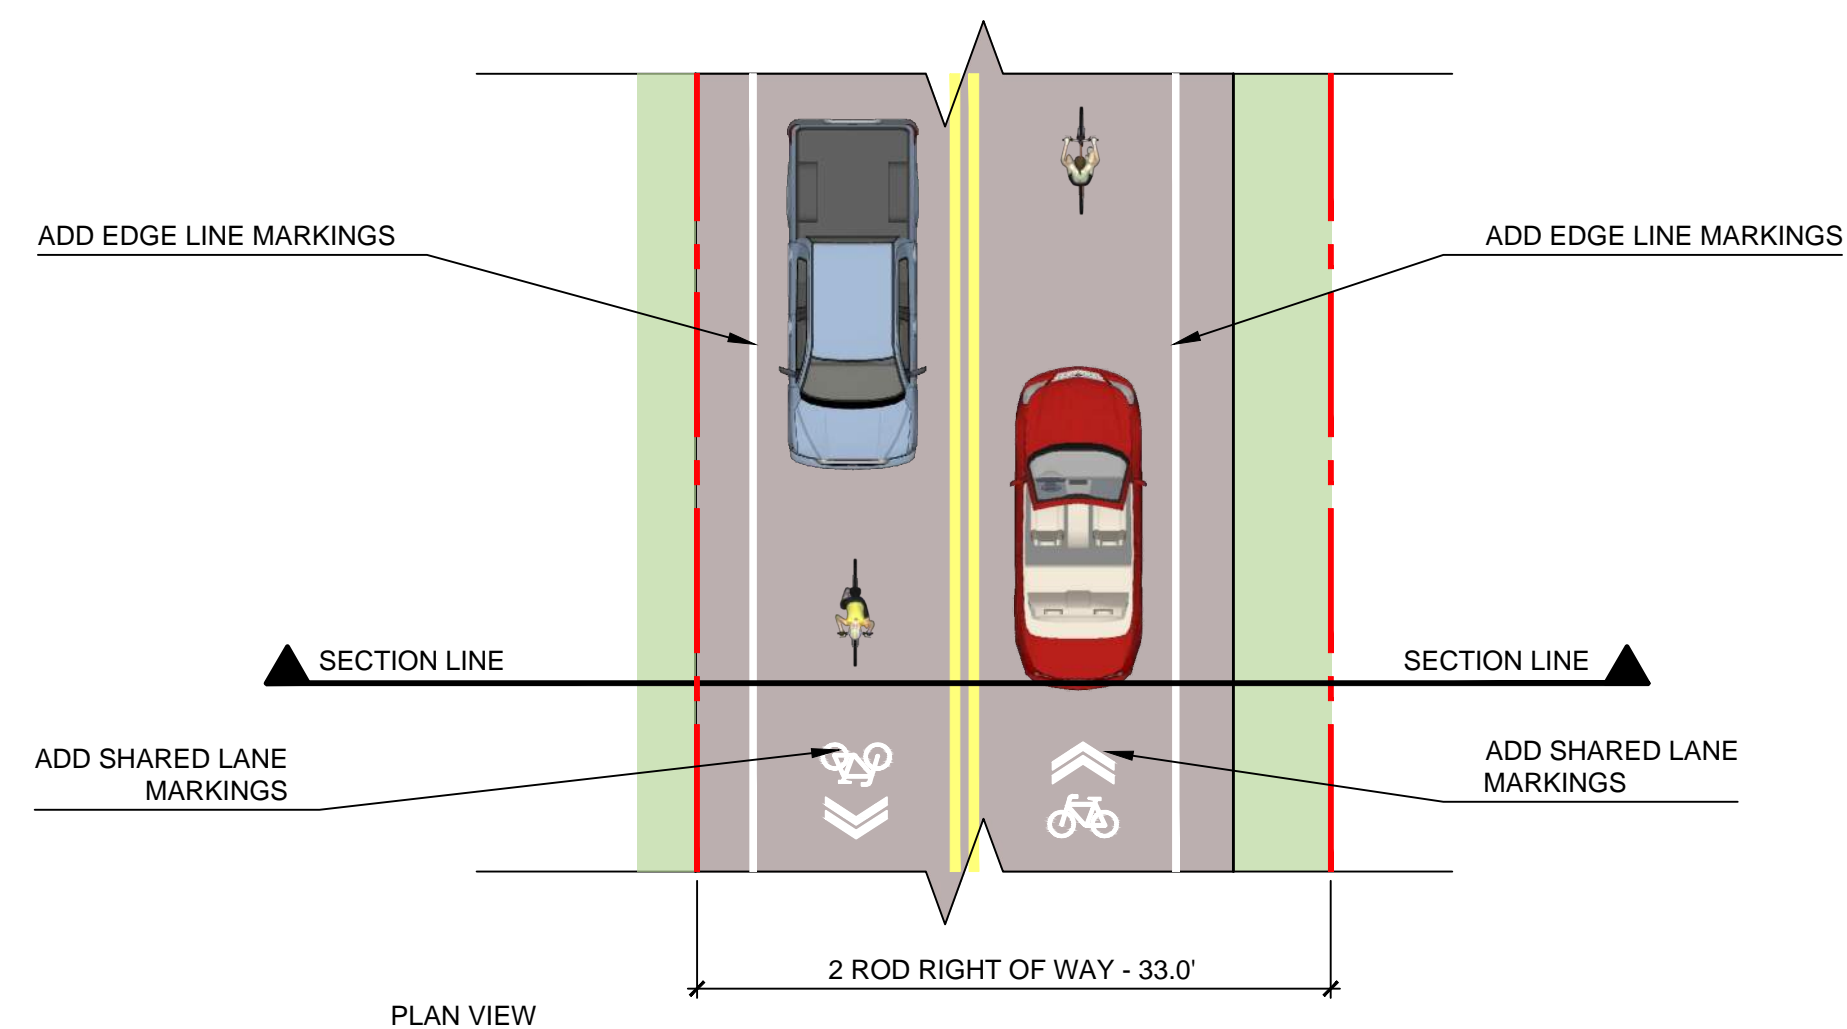 ADD EDGE LINE MARKINGS
ADD EDGE LINE MARKINGS
SECTION LINE
SECTION LINE
ADD SHARED LANE
MARKINGS
ADD SHARED LANE
MARKINGS
2 ROD RIGHT OF WAY - 33.0'
PLAN VIEW